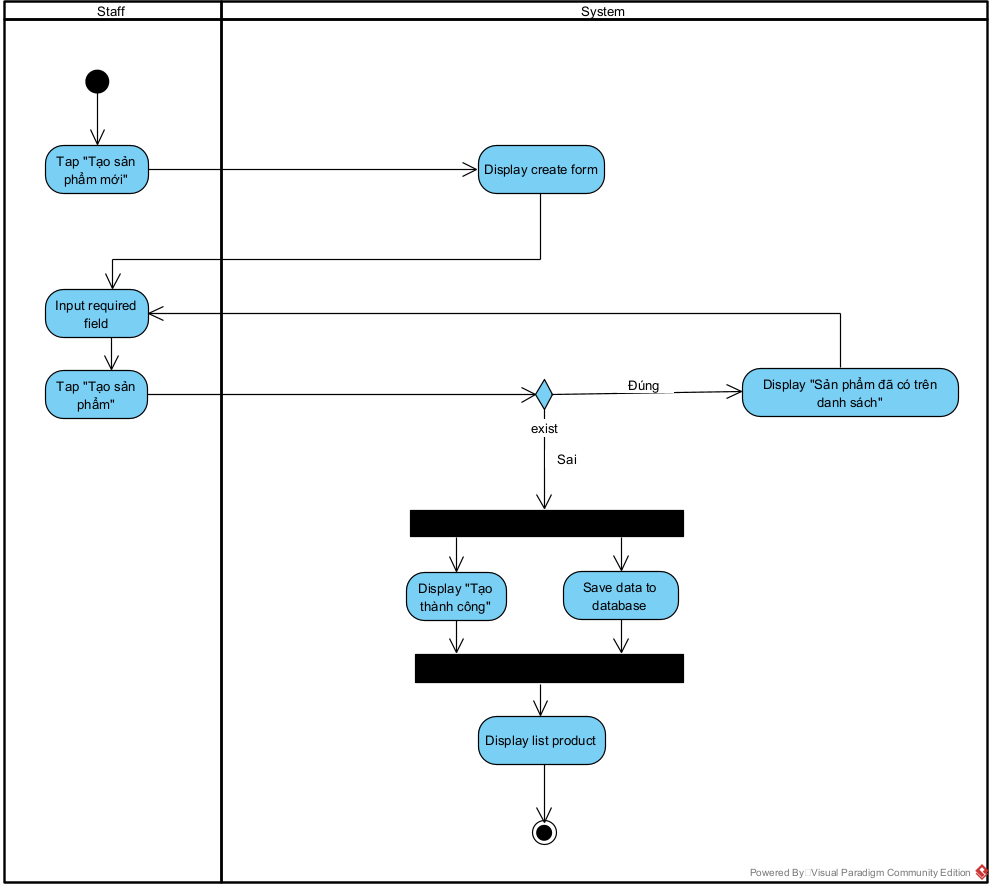 Staff
System
Tap "Tạo sản
phẩm mới"
Display create form
Input required
field
Tap "Tạo sản
phẩm"
exist
Đúng
Display "Sản phẩm đã có trên
danh sách"
Sai
Display "Tạo
thành công"
Save data to
database
Display list product
Powered By Visual Paradigm Community Edition